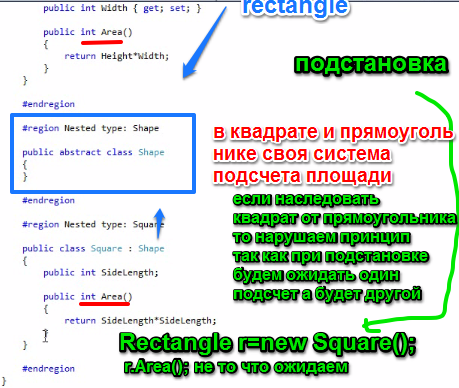 rectangle
public int Width { get; set; }
public int Area()
{
return Height*Width;
}
}
подстановка
#endregion
#region Nested type: Shape
public abstract class Shape
{
}
#endregion
в квадрате и прямоуголь
нике своя система
подсчета площади
если наследовать
квадрат от прямоугольника
то нарушаем принцип
так как при подстановке
будем ожидать один
подсчет а будет другой
#region Nested type: Square
public class Square : Shape
{
public int SideLength;
public int Area()
{
return SideLength*SideLength;
}
}
Rectangle r=new Square();
r.Area(); не то что ожидаем
#endregion
}